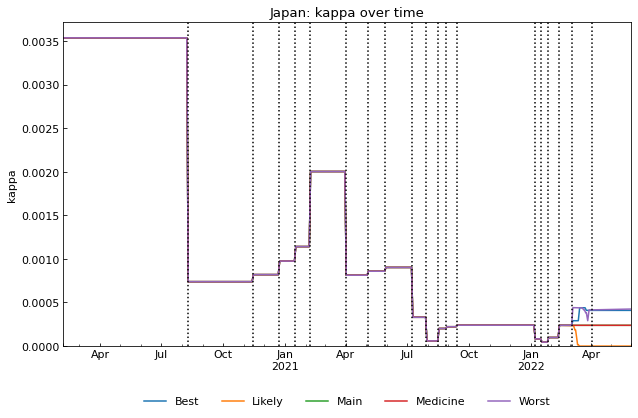 Japan: kappa over time
kappa
0.0035
0.0030
0.0025
0.0020
0.0015
0.0010
0.0005
0.0000
Apr Jul Oct Jan Apr Jul Oct Jan Apr
2021 2022
Best Likely Main Medicine Worst